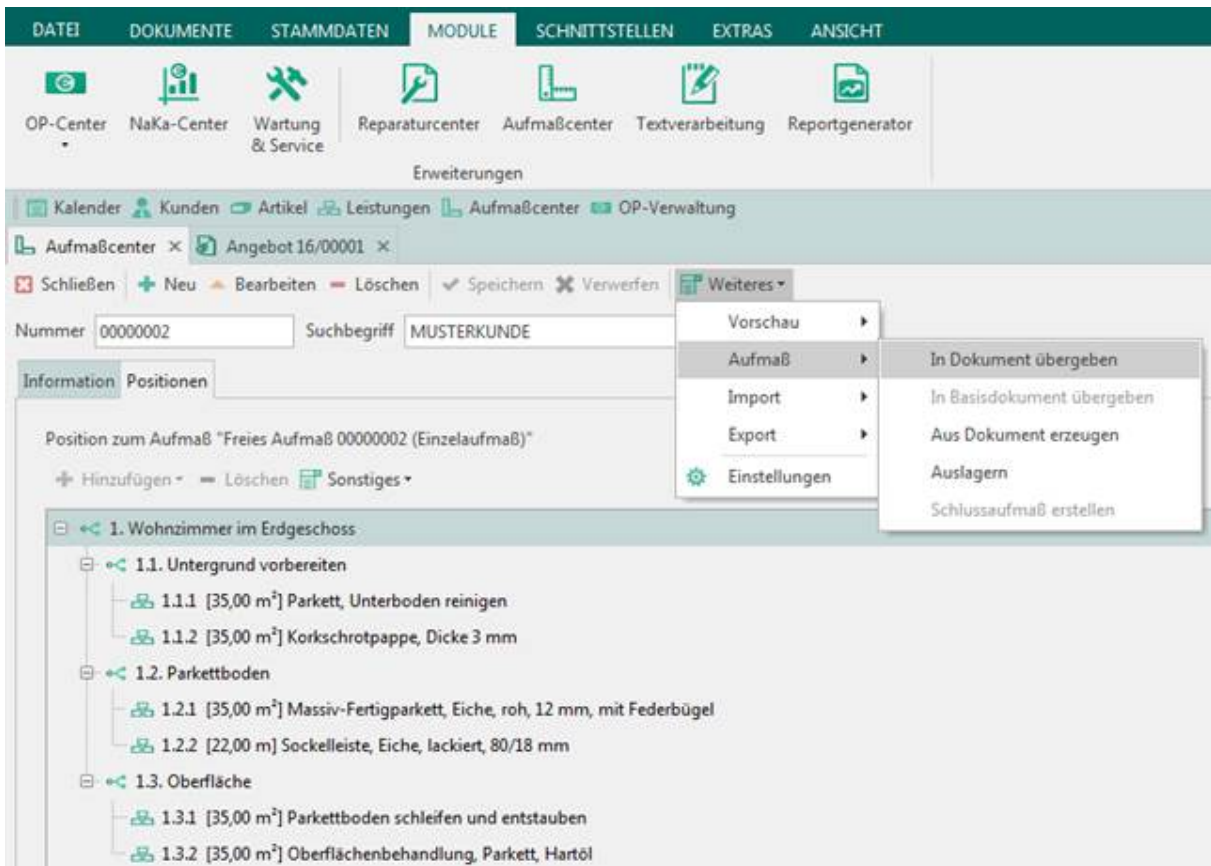 DATEI DOKUMENTE STAMMDATEN MODULE SCHNITTSTELLEN EXTRAS ANSICHT
OP-Center NaKa-Center Wartung & Service Reparaturcenter Aufmaßcenter Textverarbeitung Reportgenerator
Erweiterungen
Kalender Kunden Artikel Leistungen Aufmaßcenter OP-Verwaltung
Aufmaßcenter Angebot 16/00001
Schließen Neu Bearbeiten Löschen Speichern Verwerfen Weiteres
Nummer 00000002 Suchbegriff MUSTERKUNDE
Vorschau
Aufmaß
Import
Export
Einstellungen
In Dokument übergeben
In Basisdokument übergeben
Aus Dokument erzeugen
Auslagern
Schlussaufmaß erstellen
Information Positionen
Position zum Aufmaß "Freies Aufmaß 00000002 (Einzelaufmaß)"
Hinzufügen Löschen Sonstiges
1. Wohnzimmer im Erdgeschoss
1.1. Untergrund vorbereiten
1.1.1 [35,00 m²] Parkett, Unterboden reinigen
1.1.2 [35,00 m²] Korkschrotpappe, Dicke 3 mm
1.2. Parkettboden
1.2.1 [35,00 m²] Massiv-Fertigparkett, Eiche, roh, 12 mm, mit Federbügel
1.2.2 [22,00 m] Sockelleiste, Eiche, lackiert, 80/18 mm
1.3. Oberfläche
1.3.1 [35,00 m²] Parkettboden schleifen und entstauben
1.3.2 [35,00 m²] Oberflächenbehandlung, Parkett, Hartöl